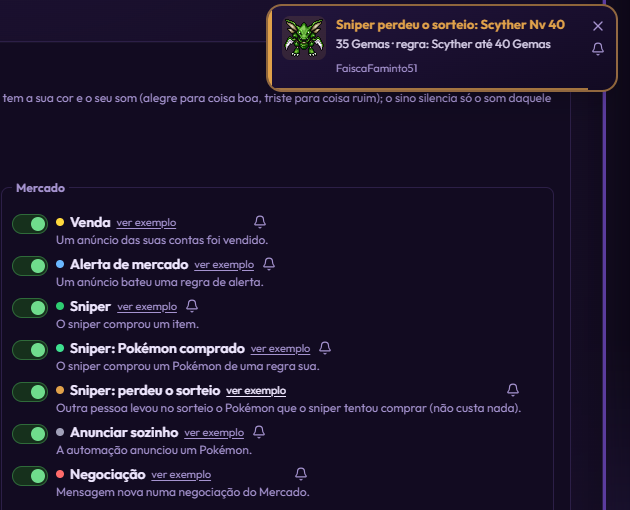 Sniper perdeu o sorteio: Scyther Nv 40
35 Gemas · regra: Scyther até 40 Gemas
FaiscaFaminto51
tem a sua cor e o seu som (alegre para coisa boa, triste para coisa ruim); o sino silencia só o som daquele
Mercado
Venda ver exemplo
Um anúncio das suas contas foi vendido.
Alerta de mercado ver exemplo
Um anúncio bateu uma regra de alerta.
Sniper ver exemplo
O sniper comprou um item.
Sniper: Pokémon comprado ver exemplo
O sniper comprou um Pokémon de uma regra sua.
Sniper: perdeu o sorteio ver exemplo
Outra pessoa levou no sorteio o Pokémon que o sniper tentou comprar (não custa nada).
Anunciar sozinho ver exemplo
A automação anunciou um Pokémon.
Negociação ver exemplo
Mensagem nova numa negociação do Mercado.